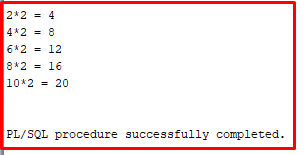 2*2 = 4
4*2 = 8
6*2 = 12
8*2 = 16
10*2 = 20
PL/SQL procedure successfully completed.